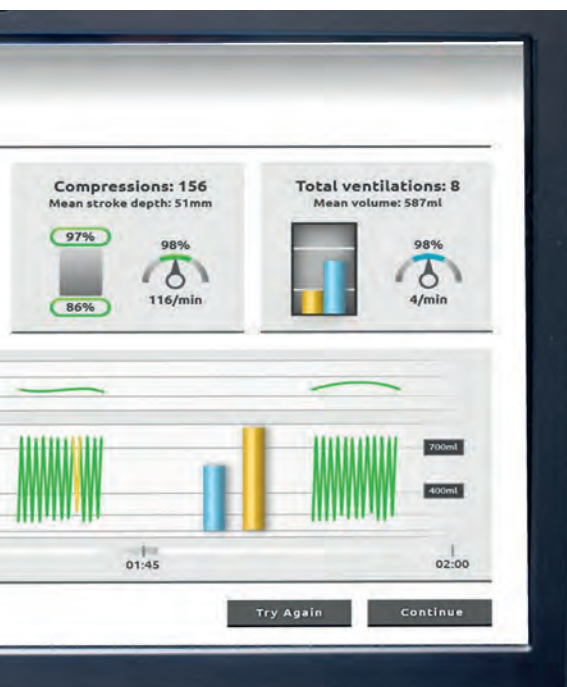 Compressions: 156
Mean stroke depth: 51mm
97%
98%
86%
116/min
Total ventilations: 8
Mean volume: 587ml
98%
4/min
700ml
400ml
01:45
02:00
Try Again
Continue